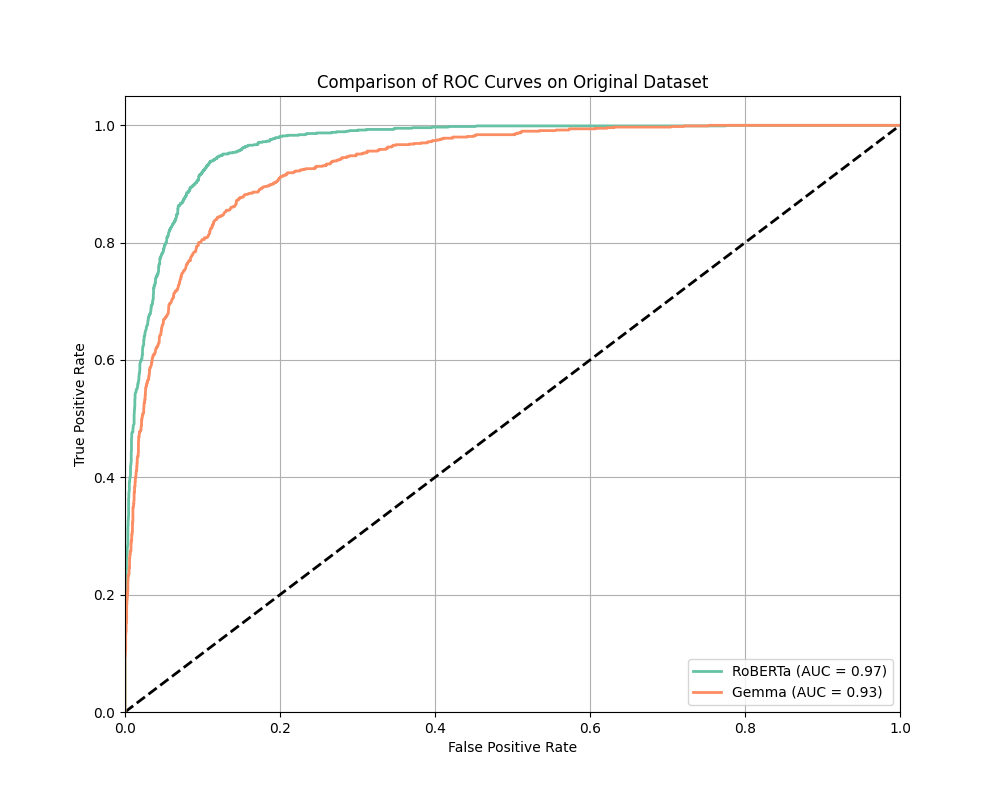 Comparison of ROC Curves on Original Dataset
True Positive Rate
1.0
0.8
0.6
0.4
0.2
0.0
0.0 0.2 0.4 0.6 0.8 1.0
False Positive Rate
RoBERTa (AUC = 0.97)
Gemma (AUC = 0.93)